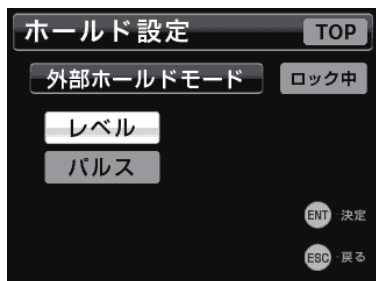 ホールド設定 TOP
外部ホールドモード ロック中
レベル
パルス
ENT ·決定
ESC ·戻る